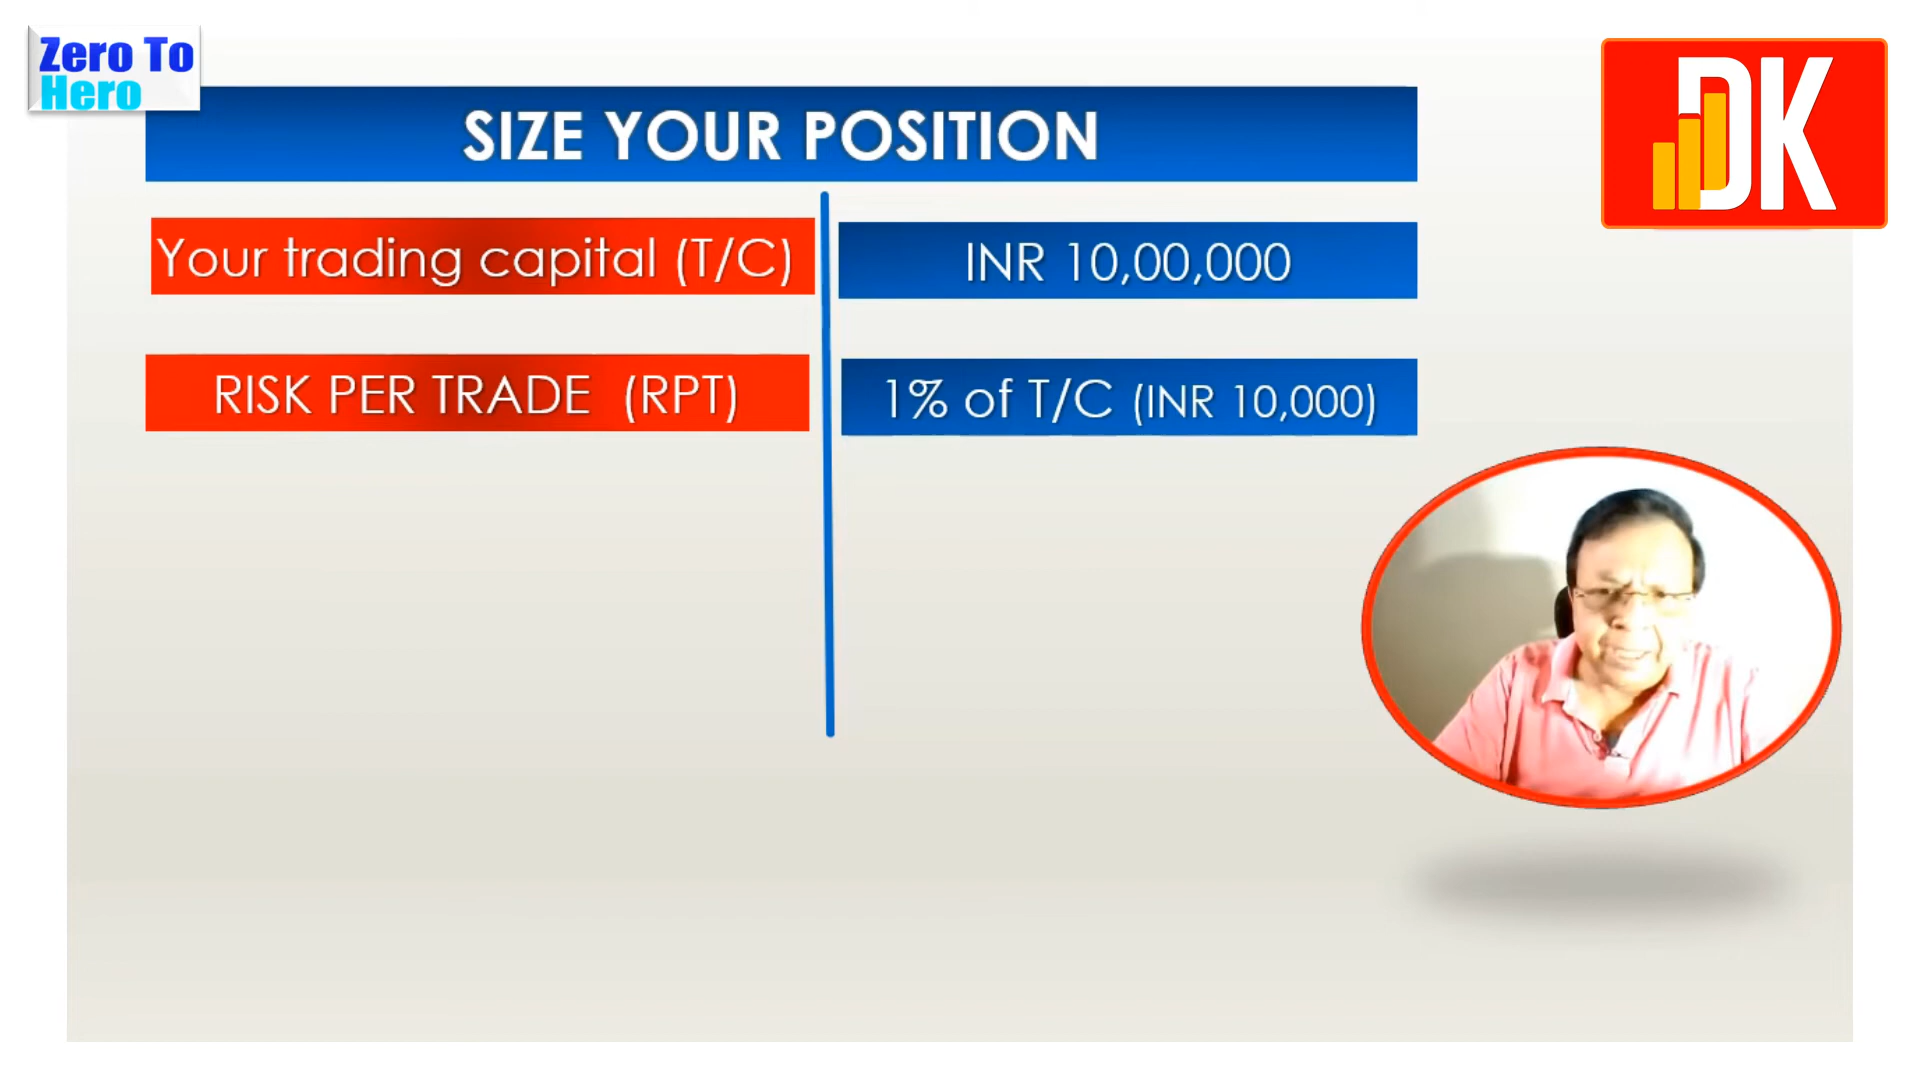 Zero To
Hero
DK
SIZE YOUR POSITION
Your trading capital (T/C)
INR 10,00,000
RISK PER TRADE (RPT)
1% of T/C (INR 10,000)